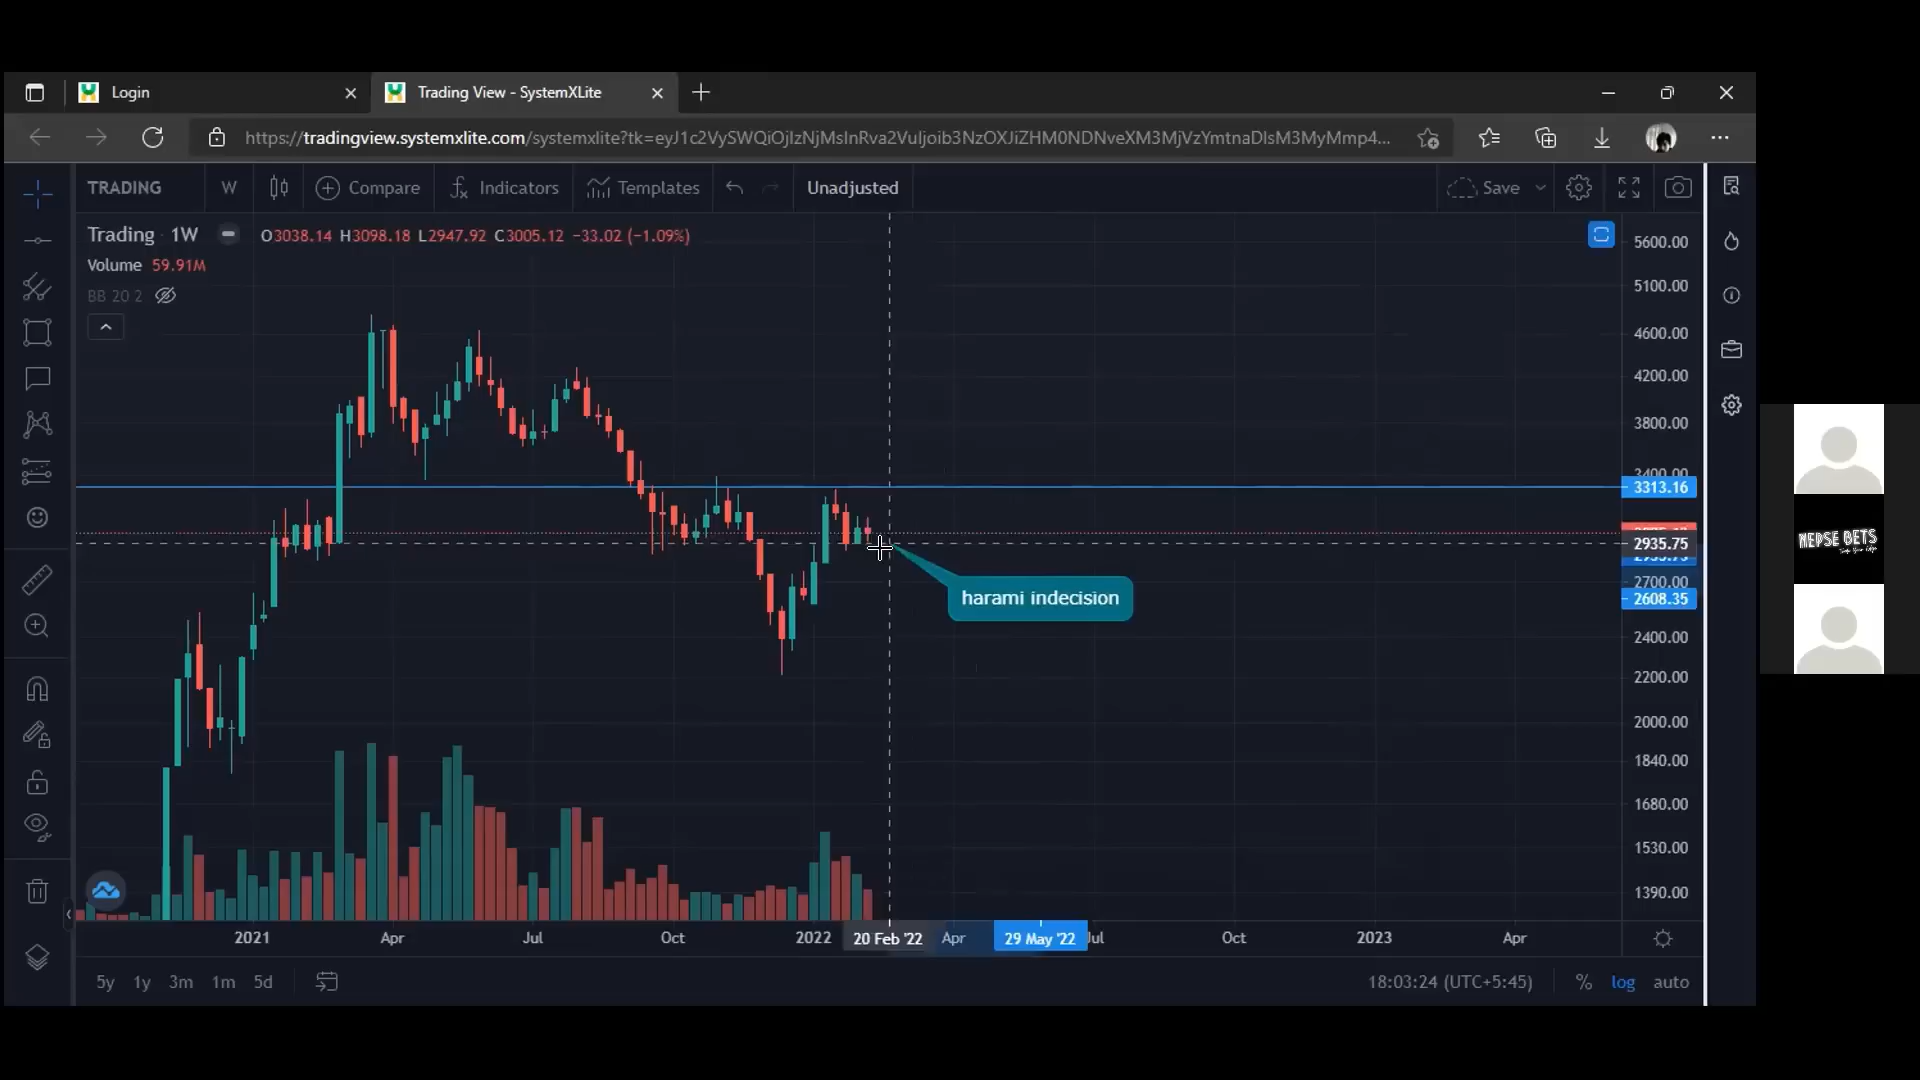 Login
Trading View - SystemXLite
https://tradingview.systemxlite.com/systemxlite?tk=eyJ1c2VySWQiOjIzNjMsInRva2VuIjoib3NzOXJiZHM0NDNveXM3MjVzYmtnaDlsM3MyMmp4...
TRADING W Compare Indicators Templates Unadjusted Save
Trading · 1W O3038.14 H3098.18 L2947.92 C3005.12 −33.02 (−1.09%)
Volume 59.91M
BB 20 2
5600.00
5100.00
4600.00
4200.00
3800.00
3400.00
3313.16
2935.75
2700.00
2608.35
2400.00
2200.00
2000.00
1840.00
1680.00
1530.00
1390.00
harami indecision
NEPSE BETS
2021 Apr Jul Oct 2022 20 Feb '22 Apr 29 May '22 Jul Oct 2023 Apr
5y 1y 3m 1m 5d 18:03:24 (UTC+5:45) % log auto